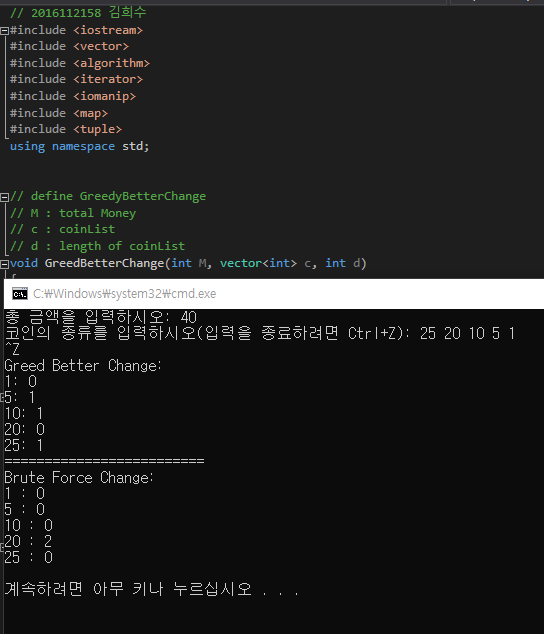 // 2016112158 김희수
#include <iostream>
#include <vector>
#include <algorithm>
#include <iterator>
#include <iomanip>
#include <map>
#include <tuple>
using namespace std;
// define GreedyBetterChange
// M : total Money
// c : coinList
// d : length of coinList
void GreedBetterChange(int M, vector<int> c, int d)
C:\Windows\system32\cmd.exe
총 금액을 입력하시오: 40
코인의 종류를 입력하시오(입력을 종료하려면 Ctrl+Z): 25 20 10 5 1
^Z
Greed Better Change:
1: 0
5: 1
10: 1
20: 0
25: 1
=========================
Brute Force Change:
1 : 0
5 : 0
10 : 0
20 : 2
25 : 0
계속하려면 아무 키나 누르십시오 . . .